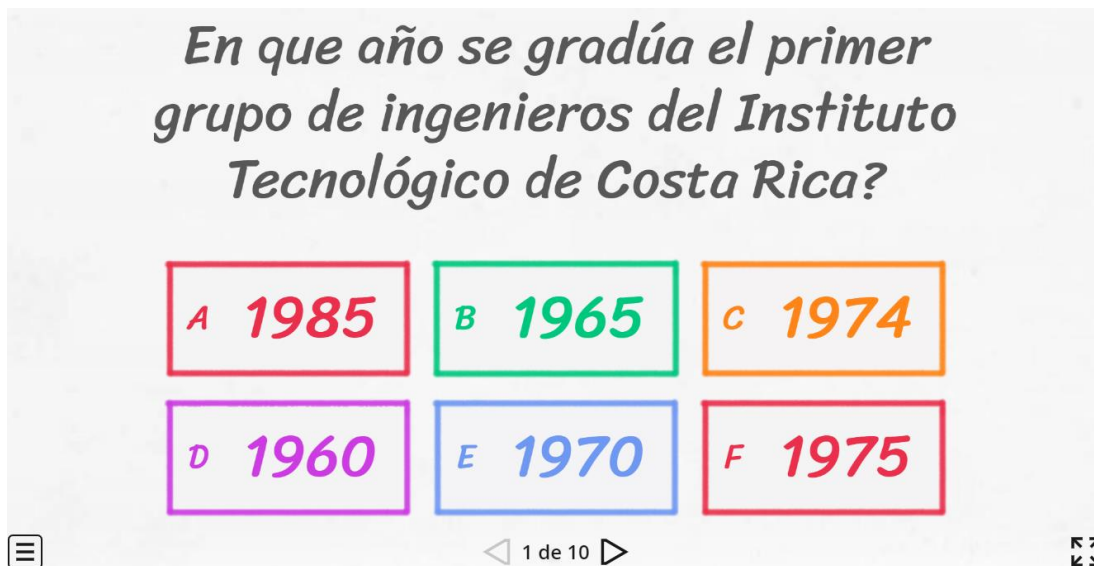 En que año se gradúa el primer
grupo de ingenieros del Instituto
Tecnológico de Costa Rica?
A 1985
B 1965
C 1974
D 1960
E 1970
F 1975
1 de 10